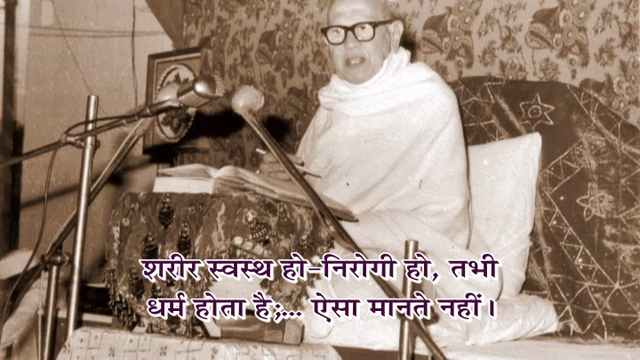 शरीर स्वस्थ हो-निरोगी हो, तभी
धर्म होता है;... ऐसा मानते नहीं।